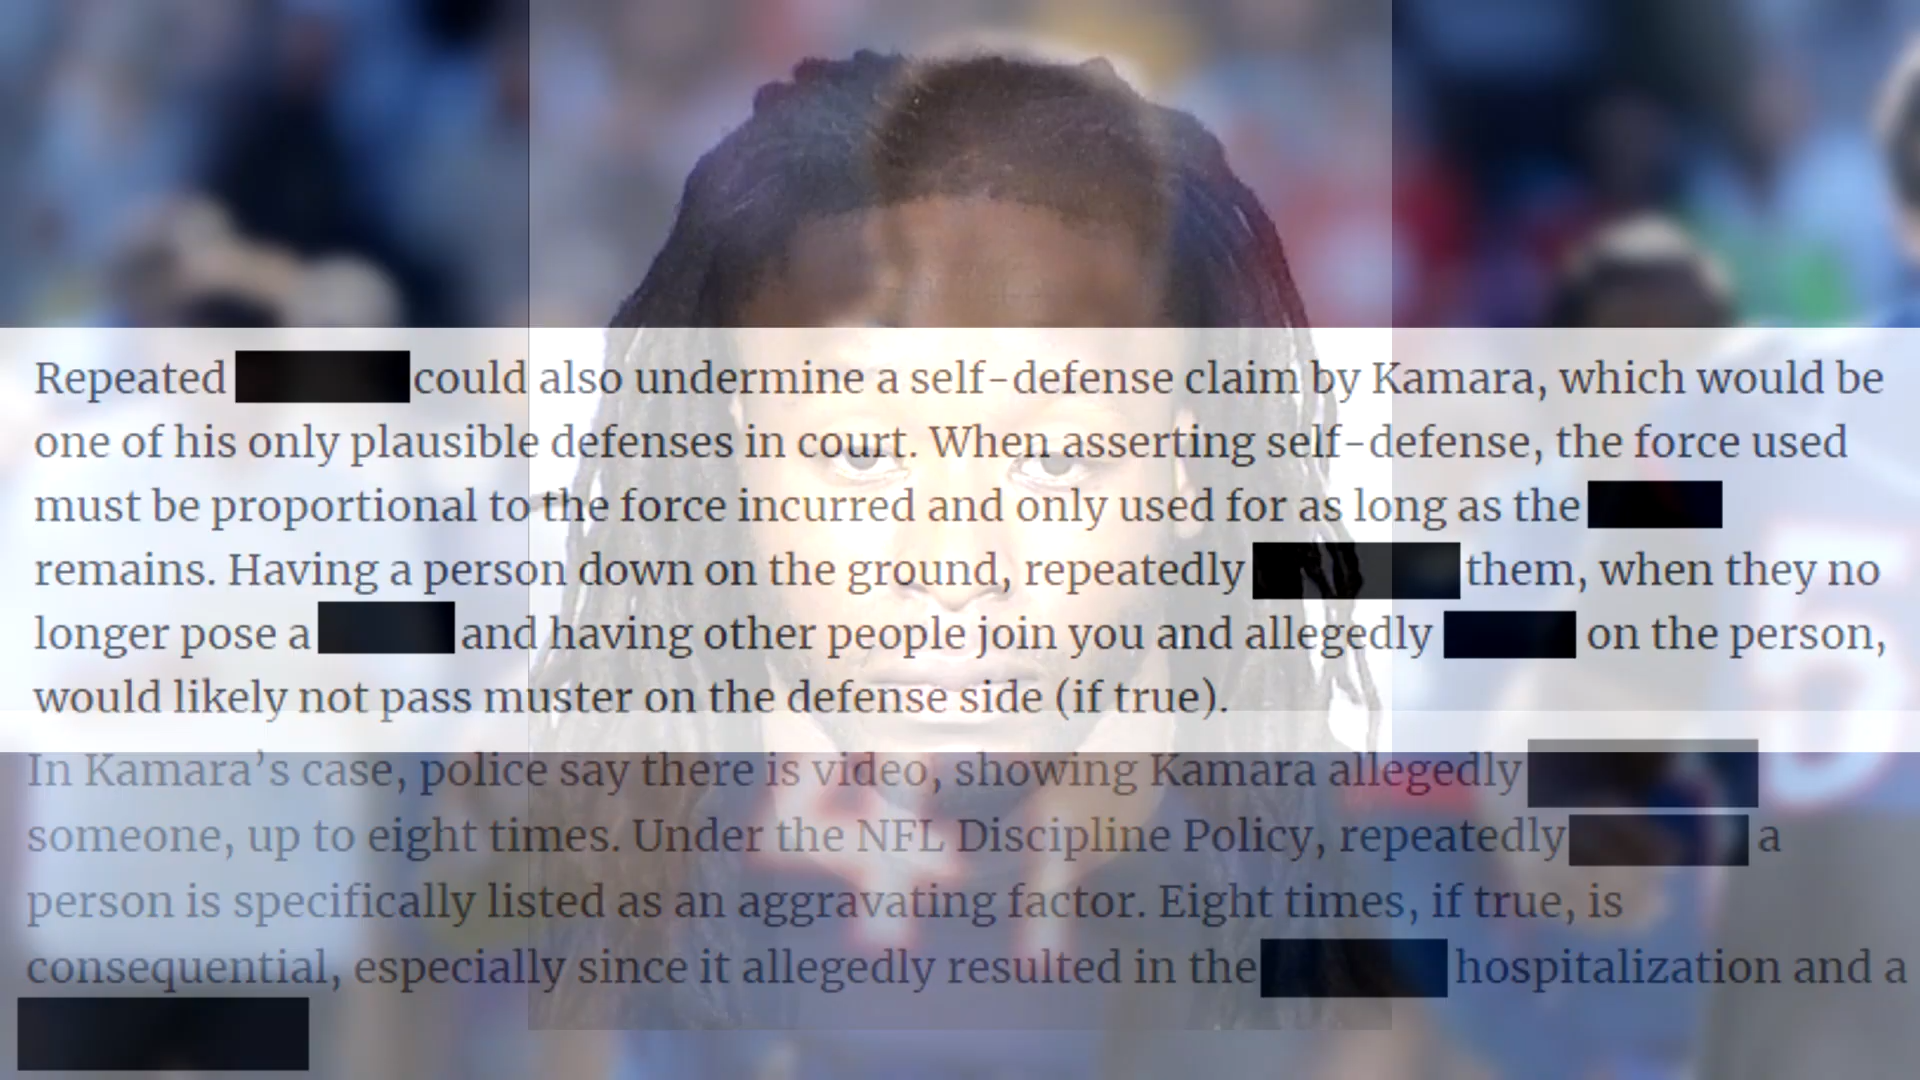 Repeated could also undermine a self-defense claim by Kamara, which would be
one of his only plausible defenses in court. When asserting self-defense, the force used
must be proportional to the force incurred and only used for as long as the
remains. Having a person down on the ground, repeatedly them, when they no
longer pose a and having other people join you and allegedly on the person,
would likely not pass muster on the defense side (if true).
In Kamara's case, police say there is video, showing Kamara allegedly
someone, up to eight times. Under the NFL Discipline Policy, repeatedly a
person is specifically listed as an aggravating factor. Eight times, if true, is
consequential, especially since it allegedly resulted in the hospitalization and a
41
5